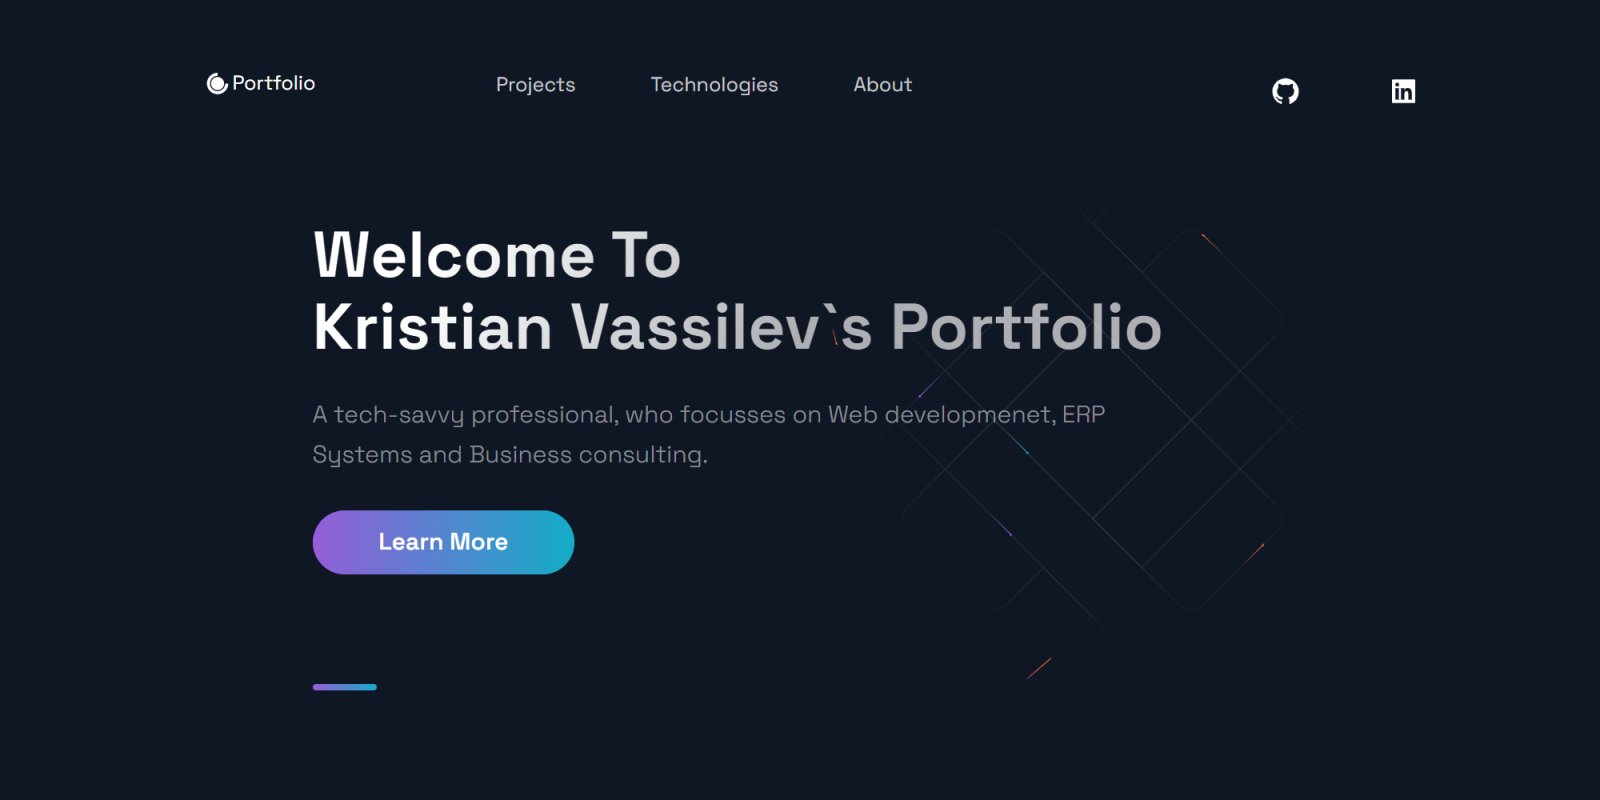 Portfolio
Projects
Technologies
About
in
Welcome To
Kristian Vassilev`s Portfolio
A tech-savvy professional, who focusses on Web developmenet, ERP
Systems and Business consulting.
Learn More